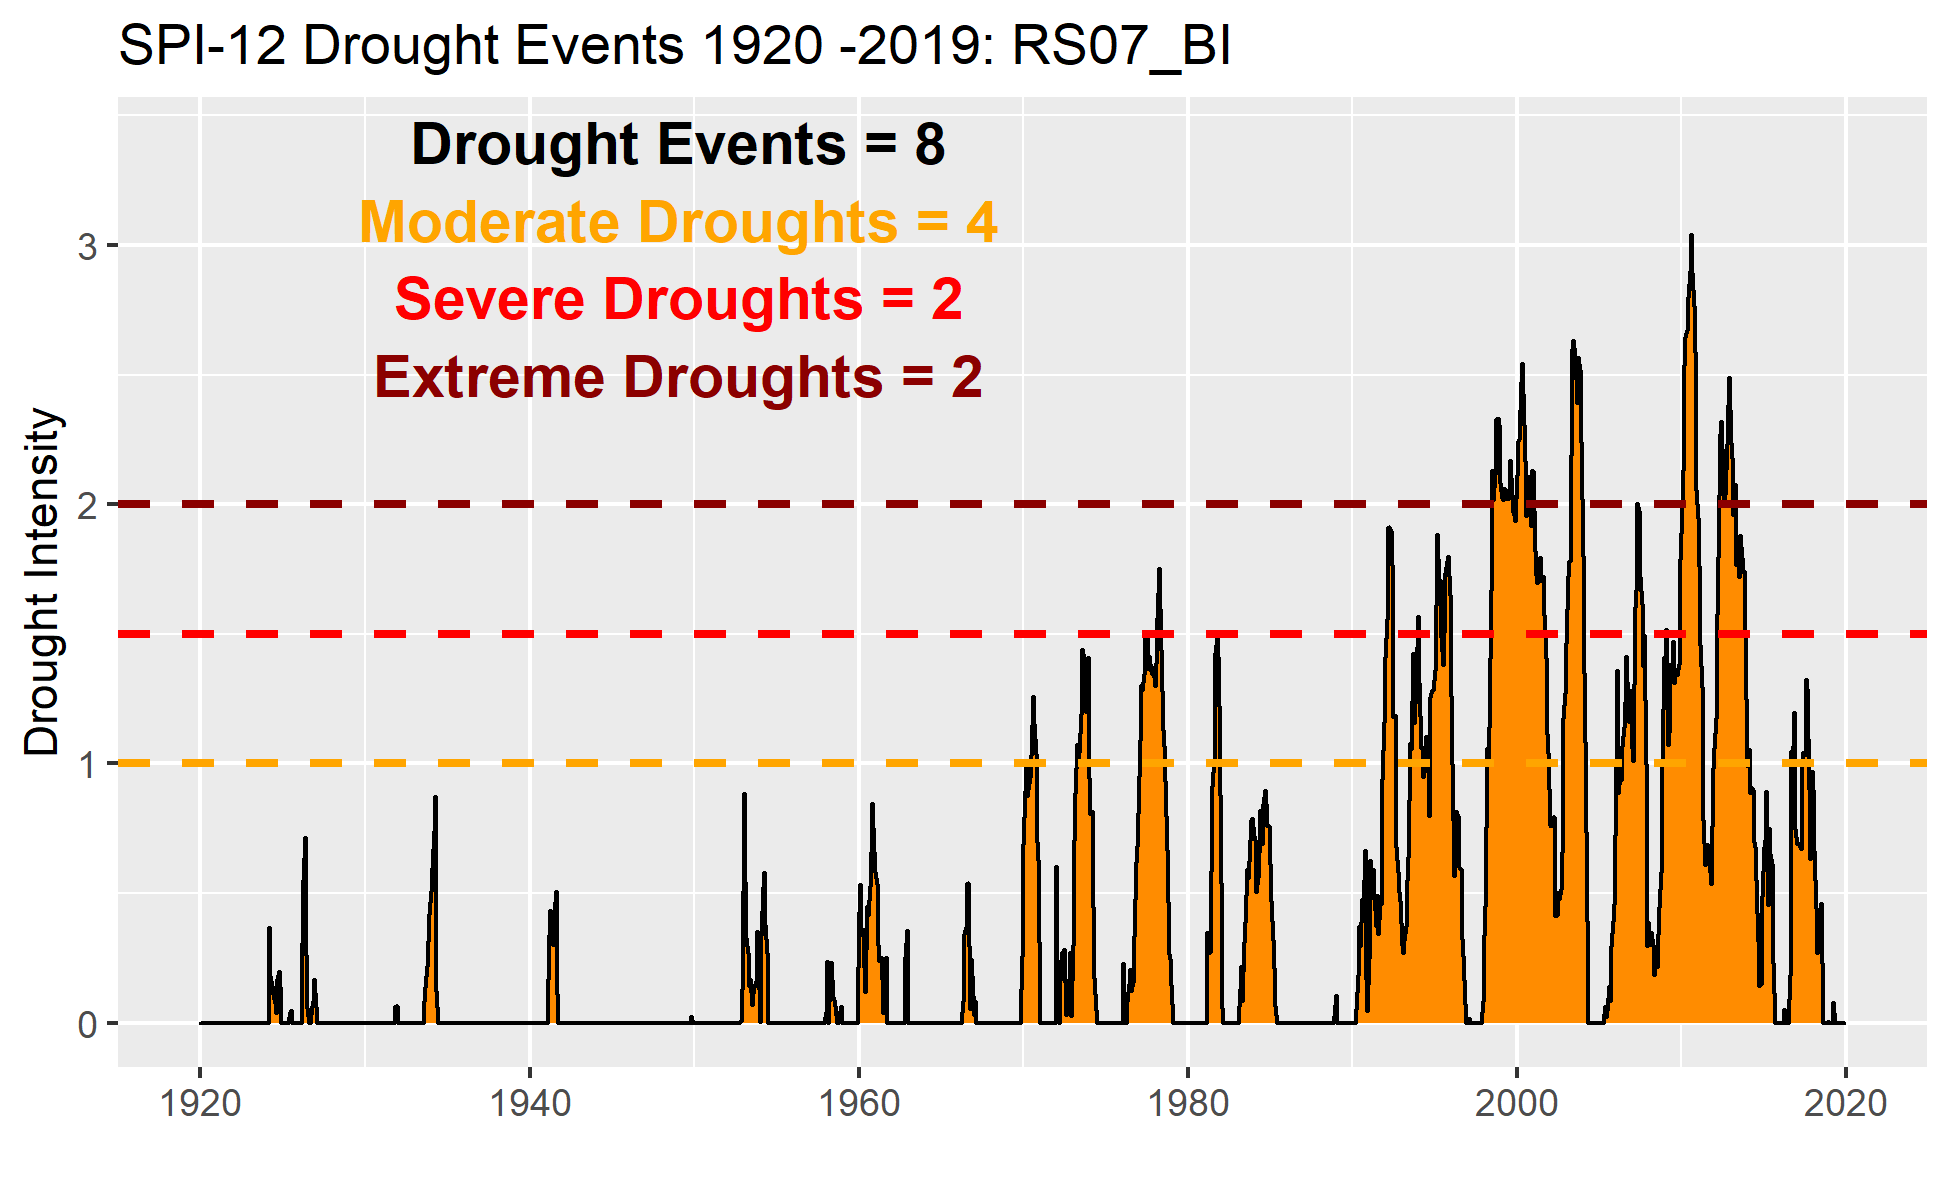 SPI-12 Drought Events 1920 -2019: RS07_BI
Drought Events = 8
Moderate Droughts = 4
Severe Droughts = 2
Extreme Droughts = 2
Drought Intensity
3
2
1
0
1920 1940 1960 1980 2000 2020